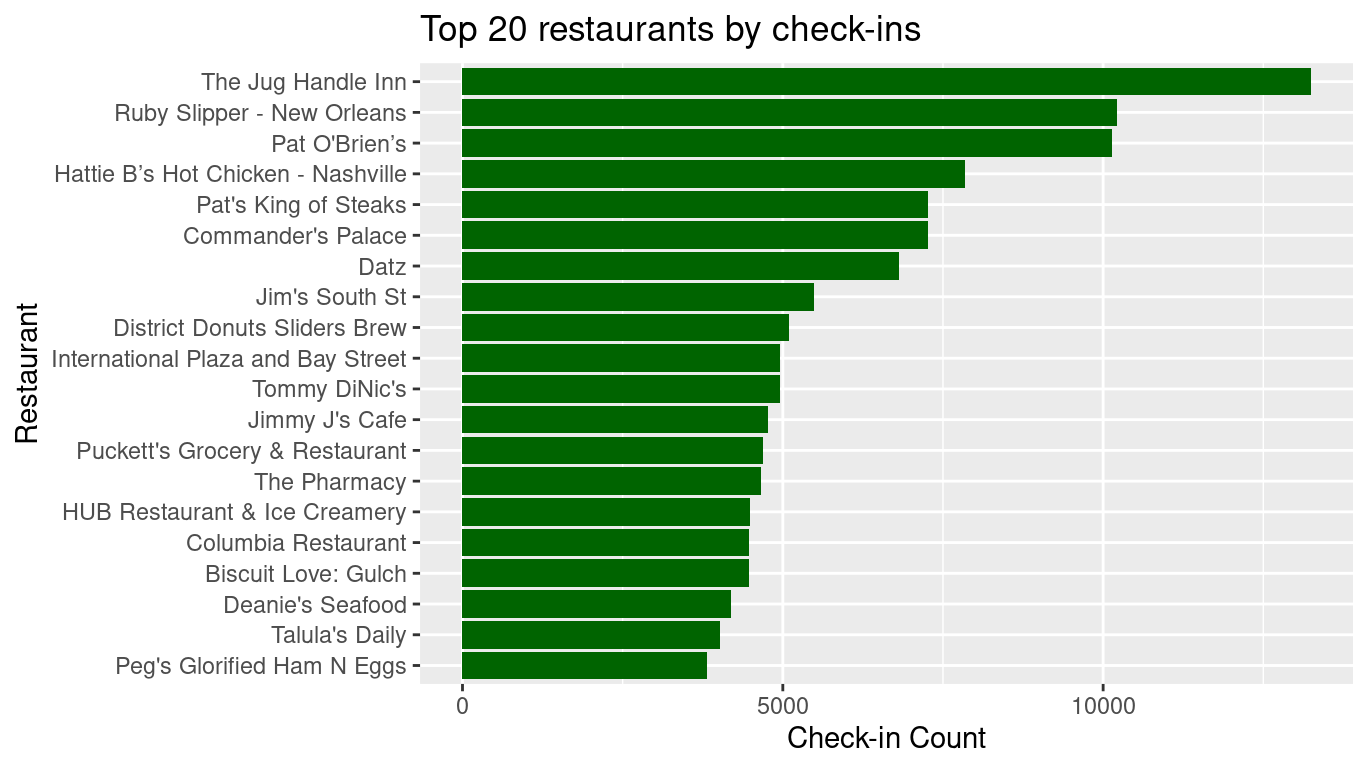 Top 20 restaurants by check-ins
Restaurant
The Jug Handle Inn
Ruby Slipper - New Orleans
Pat O'Brien’s
Hattie B’s Hot Chicken - Nashville
Pat's King of Steaks
Commander's Palace
Datz
Jim's South St
District Donuts Sliders Brew
International Plaza and Bay Street
Tommy DiNic's
Jimmy J's Cafe
Puckett's Grocery & Restaurant
The Pharmacy
HUB Restaurant & Ice Creamery
Columbia Restaurant
Biscuit Love: Gulch
Deanie's Seafood
Talula's Daily
Peg's Glorified Ham N Eggs
0 5000 10000
Check-in Count